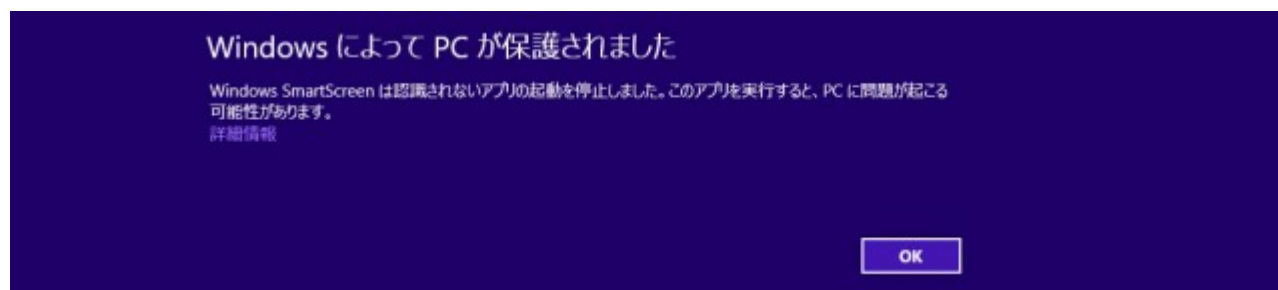 Windows によって PC が保護されました
Windows SmartScreen は認識されないアプリの起動を停止しました。このアプリを実行すると、PC に問題が起こる
可能性があります。
詳細情報
OK